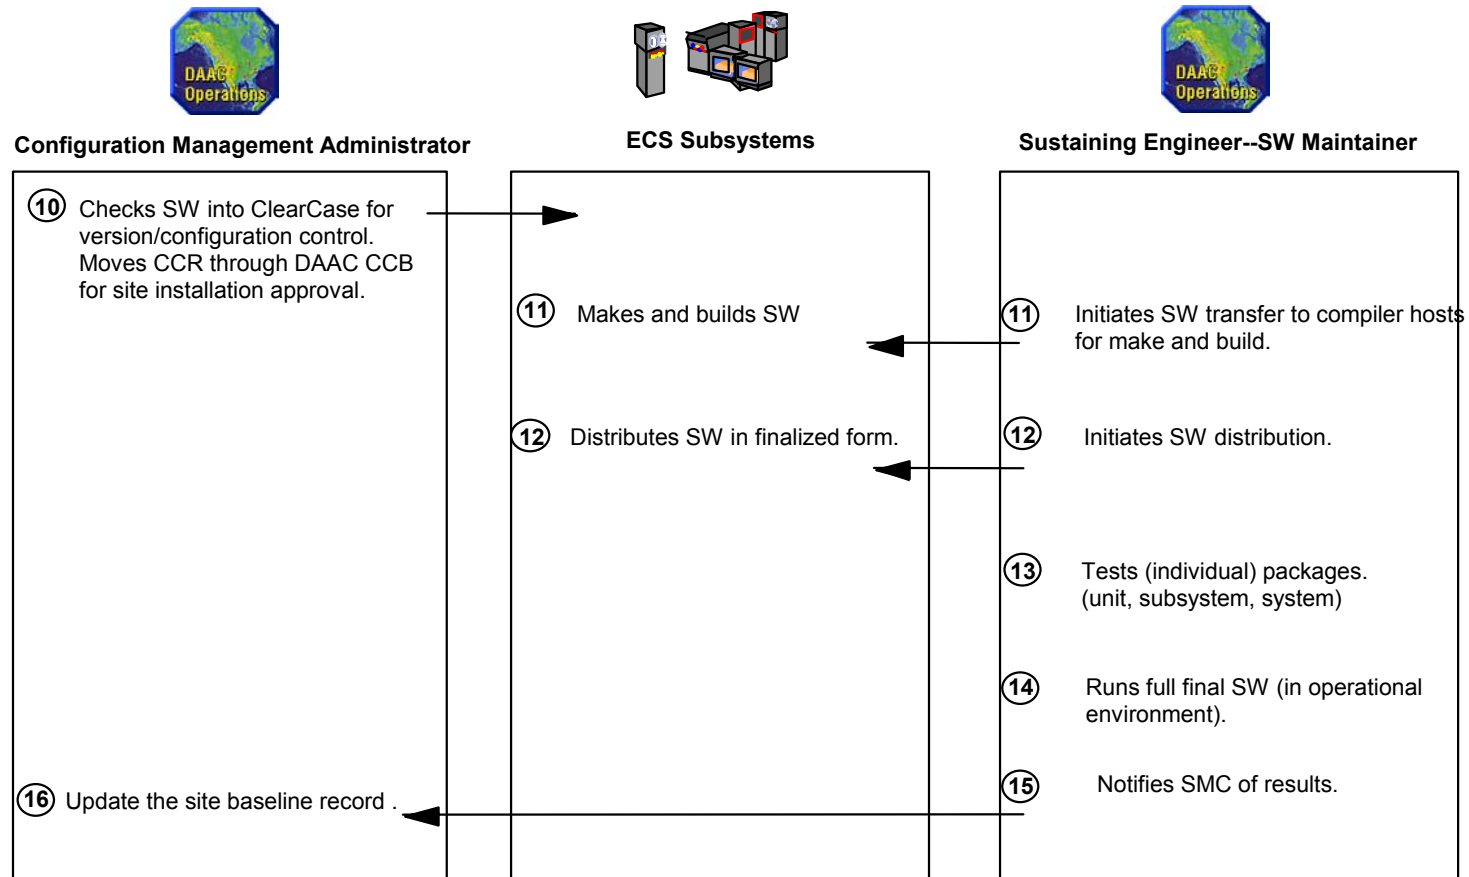 DAAC
Operations
DAAC
Operations
Configuration Management Administrator
ECS Subsystems
Sustaining Engineer--SW Maintainer
10 Checks SW into ClearCase for
version/configuration control.
Moves CCR through DAAC CCB
for site installation approval.
11 Makes and builds SW
11 Initiates SW transfer to compiler hosts
for make and build.
12 Distributes SW in finalized form.
12 Initiates SW distribution.
13 Tests (individual) packages.
(unit, subsystem, system)
14 Runs full final SW (in operational
environment).
15 Notifies SMC of results.
16 Update the site baseline record .